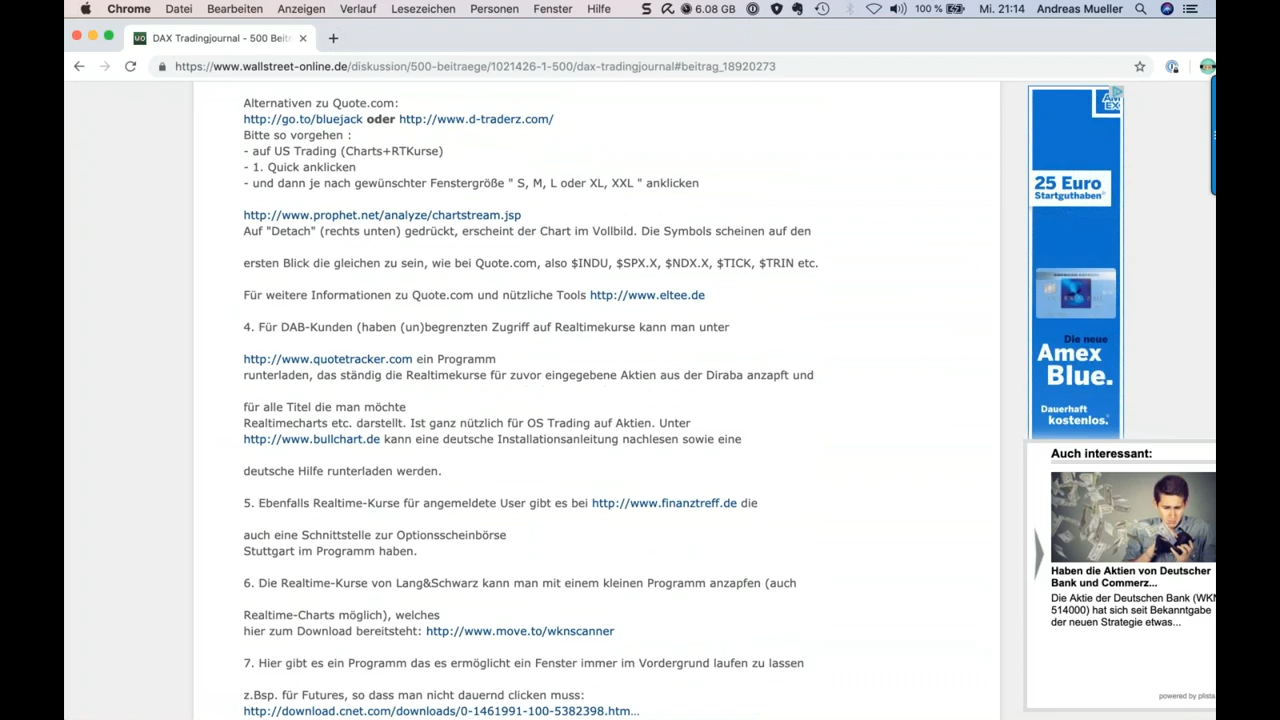 Chrome Datei Bearbeiten Anzeigen Verlauf Lesezeichen Personen Fenster Hilfe 6.08 GB 100 % Mi. 21:14 Andreas Mueller
DAX Tradingjournal - 500 Beitr
https://www.wallstreet-online.de/diskussion/500-beitraege/1021426-1-500/dax-tradingjournal#beitrag_18920773
Alternativen zu Quote.com:
http://go.to/bluejack oder http://www.d-traderz.com/
Bitte so vorgehen :
- auf US Trading (Charts+RTKurse)
- 1. Quick anklicken
- und dann je nach gewünschter Fenstergröße " S, M, L oder XL, XXL " anklicken
http://www.prophet.net/analyze/chartstream.jsp
Auf "Detach" (rechts unten) gedrückt, erscheint der Chart im Vollbild. Die Symbols scheinen auf den
ersten Blick die gleichen zu sein, wie bei Quote.com, also $INDU, $SPX.X, $NDX.X, $TICK, $TRIN etc.
Für weitere Informationen zu Quote.com und nützliche Tools http://www.eltee.de
4. Für DAB-Kunden (haben (un)begrenzten Zugriff auf Realtimekurse kann man unter
http://www.quotetracker.com ein Programm
runterladen, das ständig die Realtimekurse für zuvor eingegebene Aktien aus der Diraba anzapft und
für alle Titel die man möchte
Realtimecharts etc. darstellt. Ist ganz nützlich für OS Trading auf Aktien. Unter
http://www.bullchart.de kann eine deutsche Installationsanleitung nachlesen sowie eine
deutsche Hilfe runterladen werden.
5. Ebenfalls Realtime-Kurse für angemeldete User gibt es bei http://www.finanztreff.de die
auch eine Schnittstelle zur Optionsscheinbörse
Stuttgart im Programm haben.
6. Die Realtime-Kurse von Lang&Schwarz kann man mit einem kleinen Programm anzapfen (auch
Realtime-Charts möglich), welches
hier zum Download bereitsteht: http://www.move.to/wknscanner
7. Hier gibt es ein Programm das es ermöglicht ein Fenster immer im Vordergrund laufen zu lassen
z.Bsp. für Futures, so dass man nicht dauernd clicken muss:
http://download.cnet.com/downloads/0-1461991-100-5382398.htm...
AM
EX
25 Euro
Startguthaben
Die neue
Amex
Blue.
Dauerhaft
kostenlos.
Auch interessant:
Haben die Aktien von Deutscher
Bank und Commerz...
Die Aktie der Deutschen Bank (WKN
514000) hat sich seit Bekanntgabe
der neuen Strategie etwas...
powered by plista